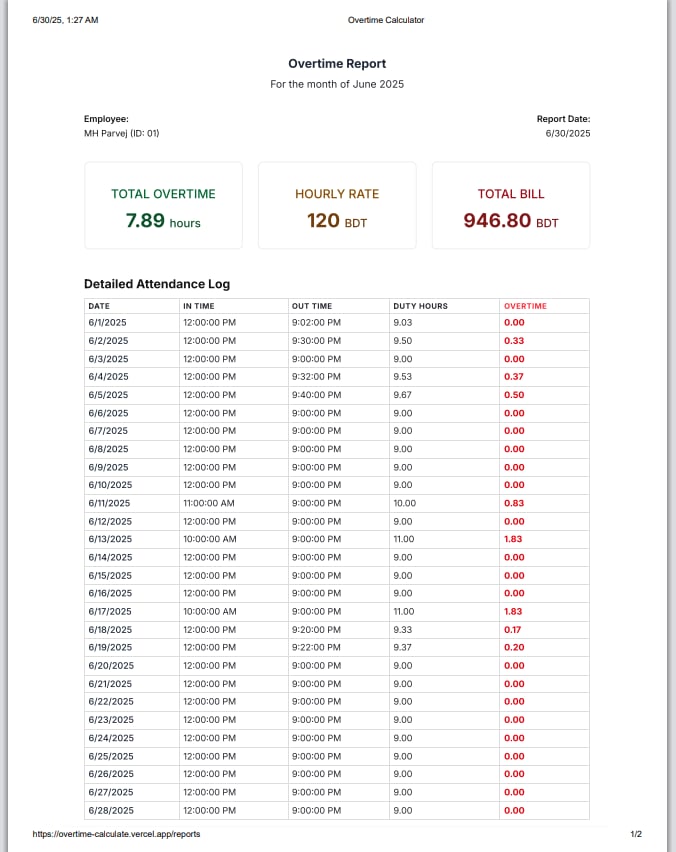 6/30/25, 1:27 AM Overtime Calculator
Overtime Report
For the month of June 2025
Employee: Report Date:
MH Parvej (ID: 01) 6/30/2025
TOTAL OVERTIME HOURLY RATE TOTAL BILL
7.89 hours 120 BDT 946.80 BDT
Detailed Attendance Log
DATE IN TIME OUT TIME DUTY HOURS OVERTIME
6/1/2025 12:00:00 PM 9:02:00 PM 9.03 0.00
6/2/2025 12:00:00 PM 9:30:00 PM 9.50 0.33
6/3/2025 12:00:00 PM 9:00:00 PM 9.00 0.00
6/4/2025 12:00:00 PM 9:32:00 PM 9.53 0.37
6/5/2025 12:00:00 PM 9:40:00 PM 9.67 0.50
6/6/2025 12:00:00 PM 9:00:00 PM 9.00 0.00
6/7/2025 12:00:00 PM 9:00:00 PM 9.00 0.00
6/8/2025 12:00:00 PM 9:00:00 PM 9.00 0.00
6/9/2025 12:00:00 PM 9:00:00 PM 9.00 0.00
6/10/2025 12:00:00 PM 9:00:00 PM 9.00 0.00
6/11/2025 11:00:00 AM 9:00:00 PM 10.00 0.83
6/12/2025 12:00:00 PM 9:00:00 PM 9.00 0.00
6/13/2025 10:00:00 AM 9:00:00 PM 11.00 1.83
6/14/2025 12:00:00 PM 9:00:00 PM 9.00 0.00
6/15/2025 12:00:00 PM 9:00:00 PM 9.00 0.00
6/16/2025 12:00:00 PM 9:00:00 PM 9.00 0.00
6/17/2025 10:00:00 AM 9:00:00 PM 11.00 1.83
6/18/2025 12:00:00 PM 9:20:00 PM 9.33 0.17
6/19/2025 12:00:00 PM 9:22:00 PM 9.37 0.20
6/20/2025 12:00:00 PM 9:00:00 PM 9.00 0.00
6/21/2025 12:00:00 PM 9:00:00 PM 9.00 0.00
6/22/2025 12:00:00 PM 9:00:00 PM 9.00 0.00
6/23/2025 12:00:00 PM 9:00:00 PM 9.00 0.00
6/24/2025 12:00:00 PM 9:00:00 PM 9.00 0.00
6/25/2025 12:00:00 PM 9:00:00 PM 9.00 0.00
6/26/2025 12:00:00 PM 9:00:00 PM 9.00 0.00
6/27/2025 12:00:00 PM 9:00:00 PM 9.00 0.00
6/28/2025 12:00:00 PM 9:00:00 PM 9.00 0.00
https://overtime-calculate.vercel.app/reports 1/2